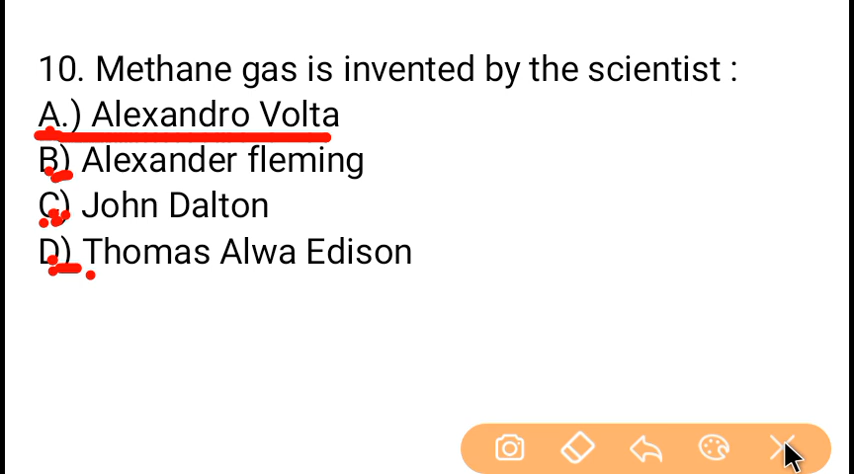 10. Methane gas is invented by the scientist :
A.) Alexandro Volta
B) Alexander fleming
C) John Dalton
D) Thomas Alwa Edison